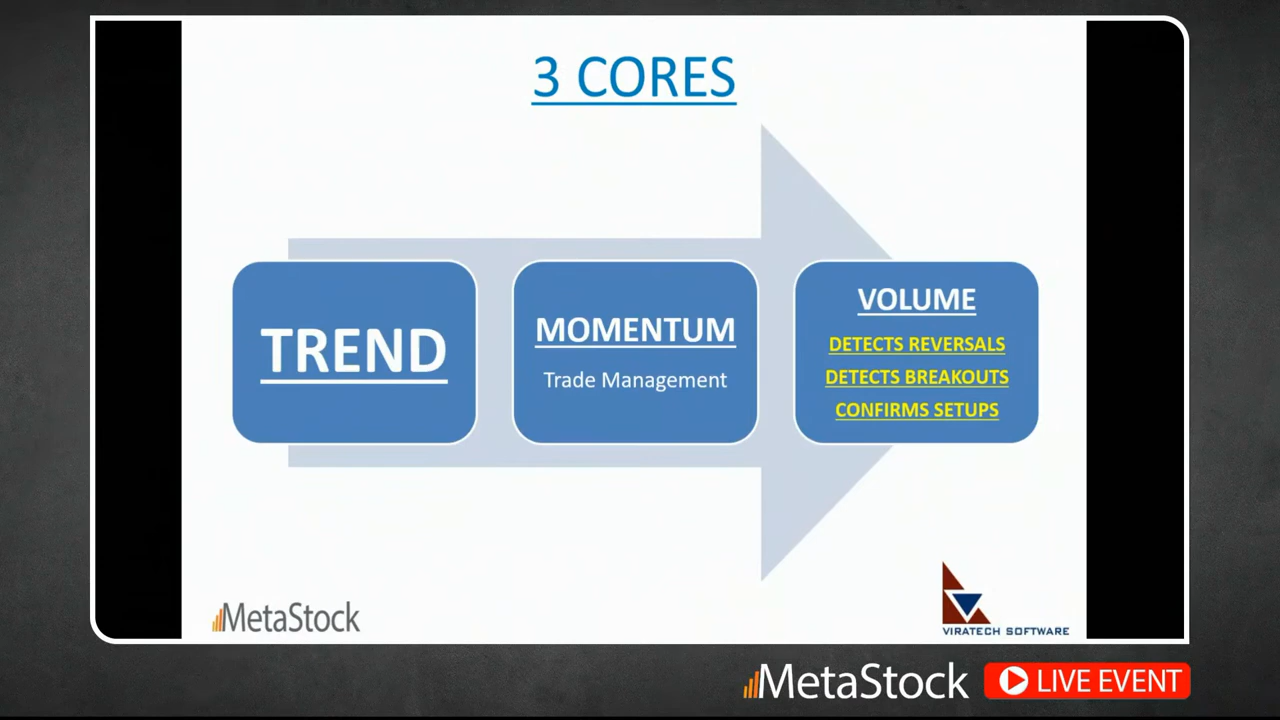 3 CORES
TREND
MOMENTUM
Trade Management
VOLUME
DETECTS REVERSALS
DETECTS BREAKOUTS
CONFIRMS SETUPS
MetaStock
VIRATECH SOFTWARE
MetaStock
LIVE EVENT